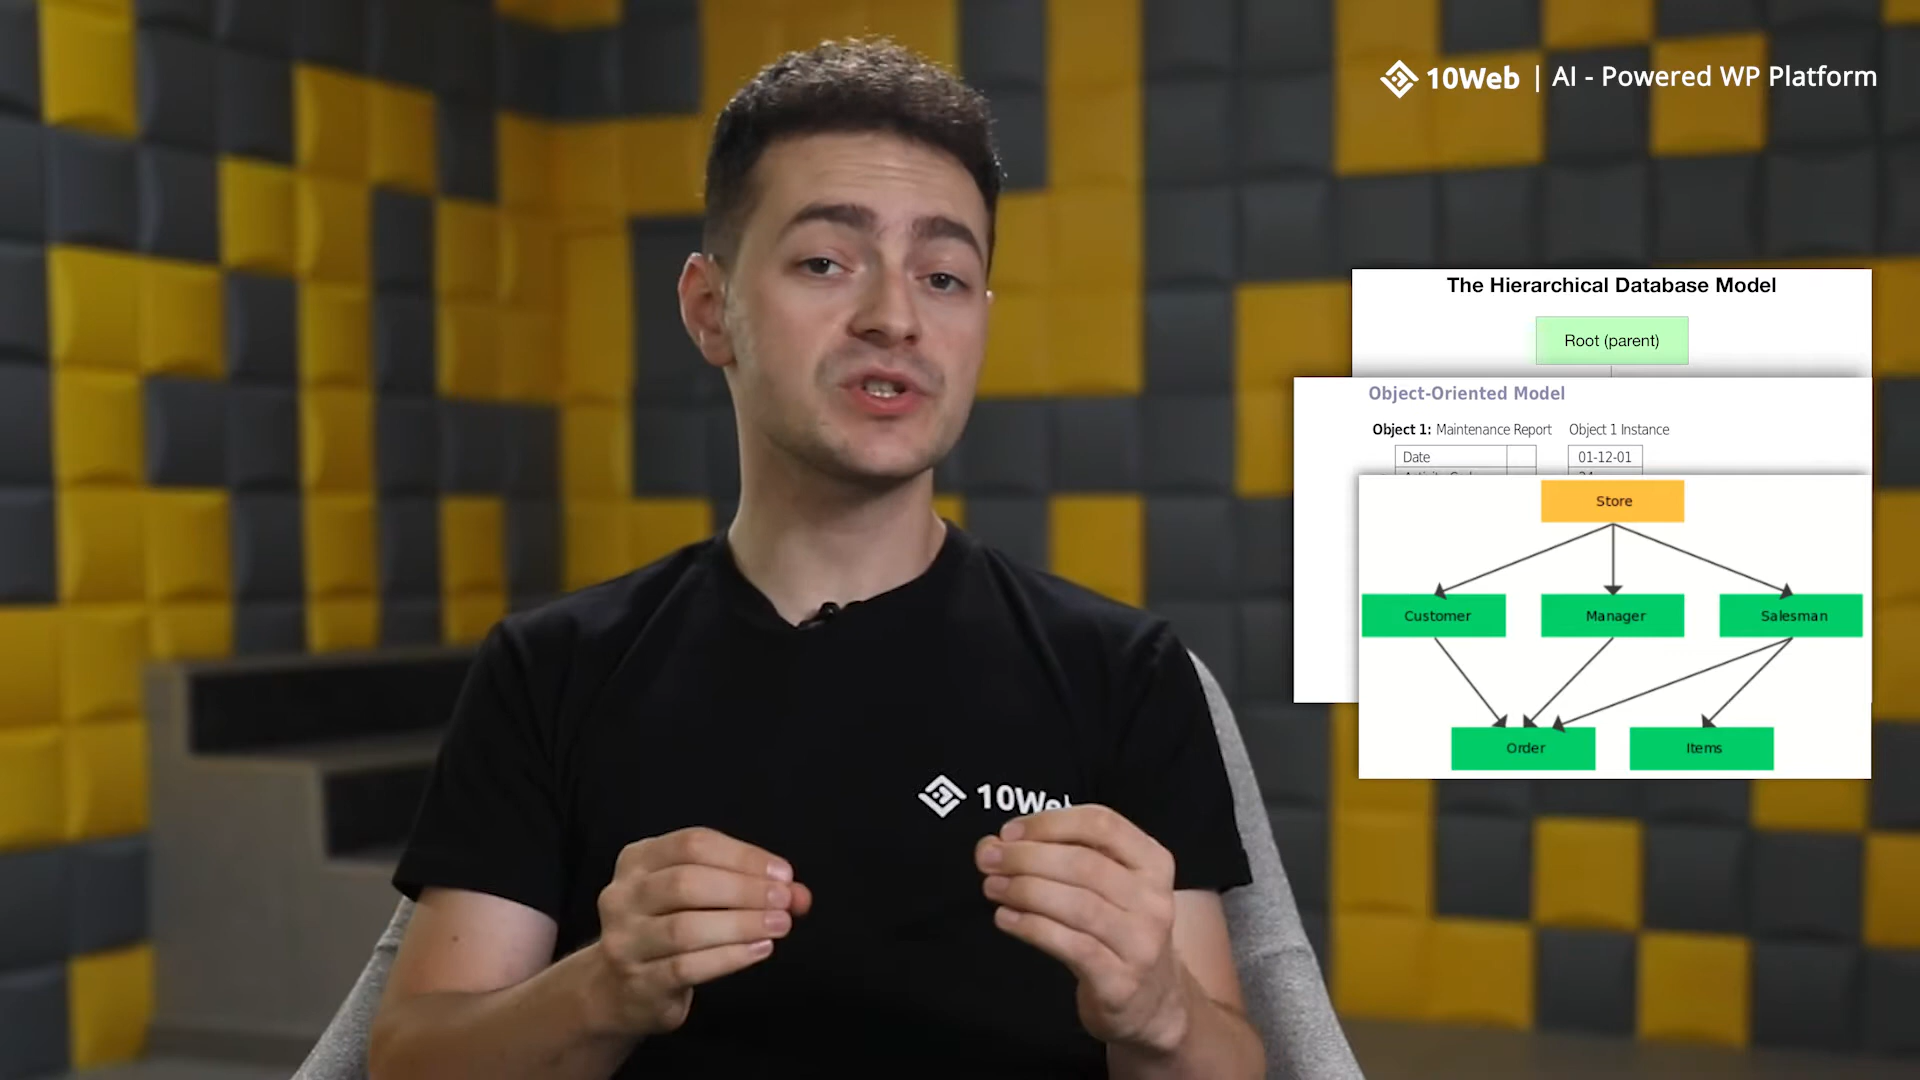 10Web | AI - Powered WP Platform
The Hierarchical Database Model
Root (parent)
Object-Oriented Model
Object 1: Maintenance Report Object 1 Instance
Date 01-12-01
Store
Customer Manager Salesman
Order Items
10Web